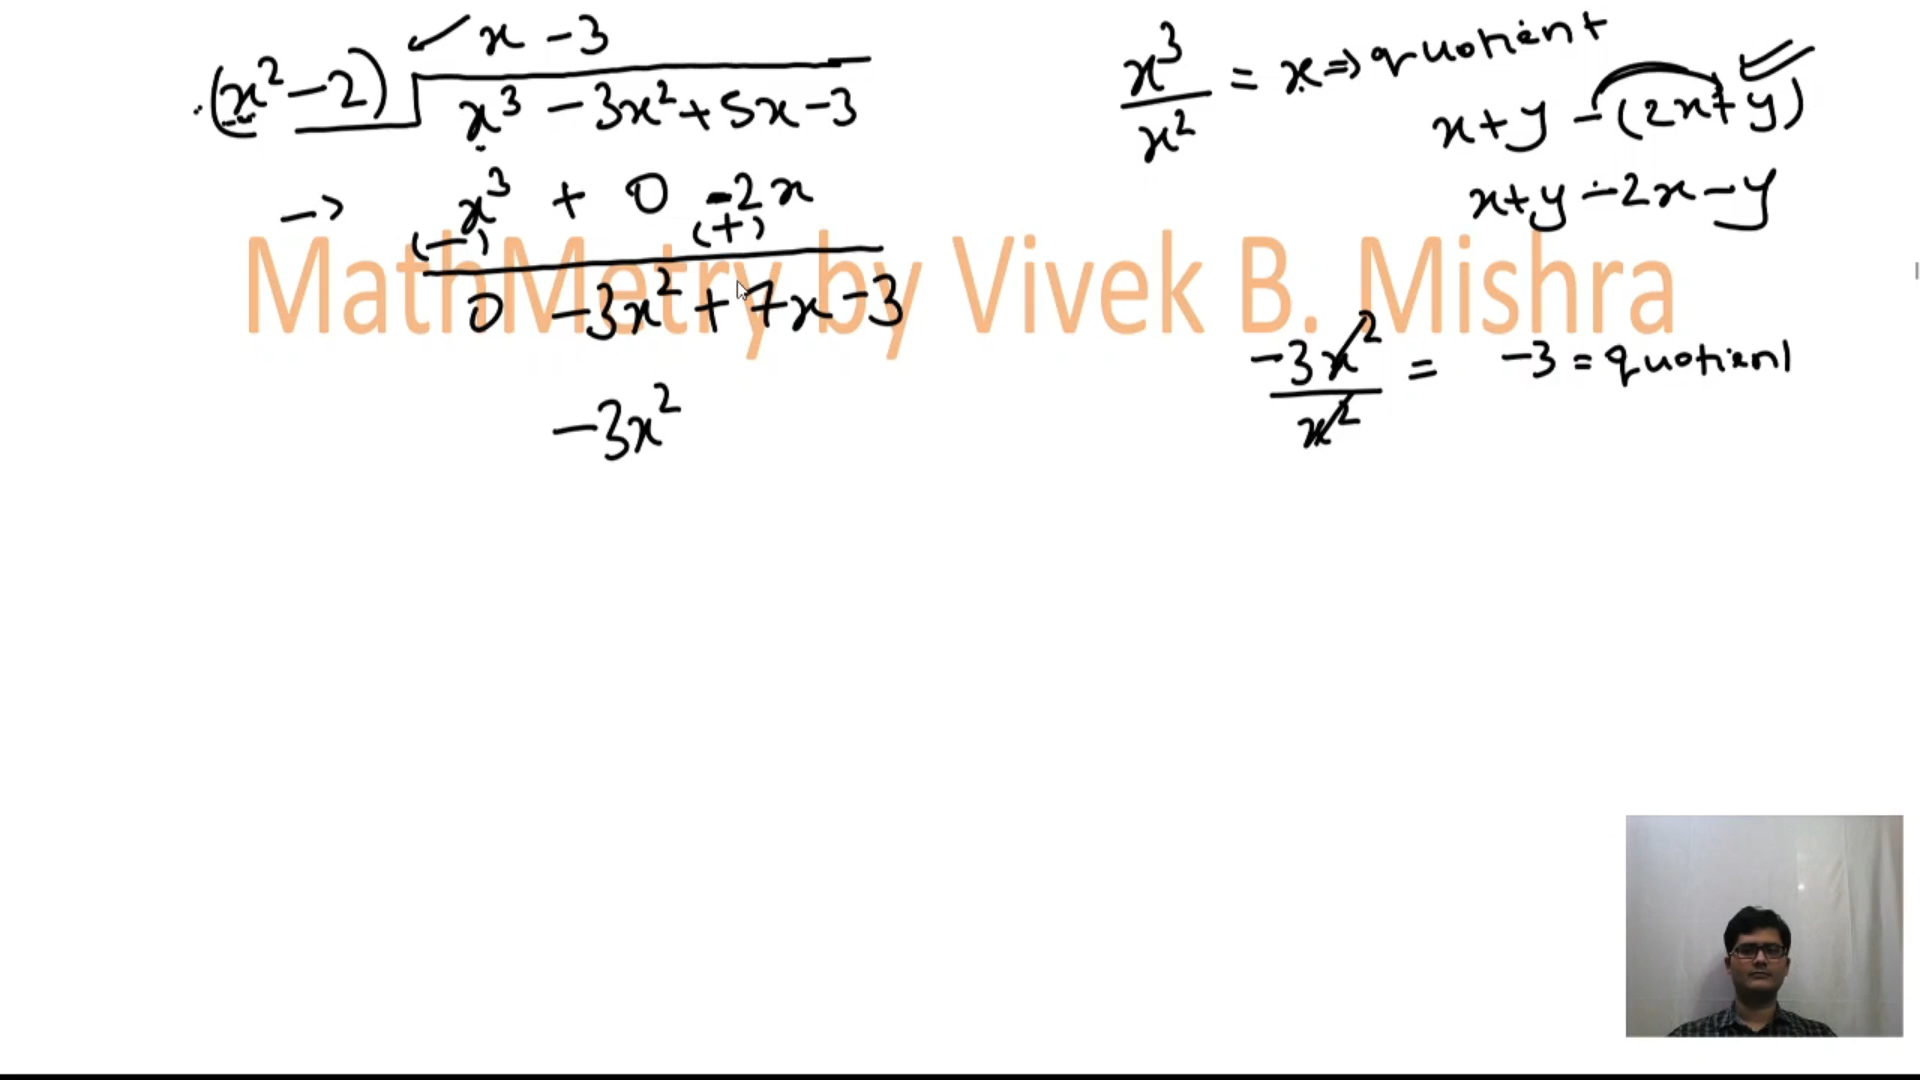 x - 3
(x² - 2) x³ - 3x² + 5x - 3
x³ + 0 - 2x
(-) (+)
0 - 3x² + 7x - 3
-3x²
x³/x² = x ⇒ quotient
x + y - (2x + y)
x + y - 2x - y
-3x²/x² = -3 = quotient
MathMetry by Vivek B. Mishra